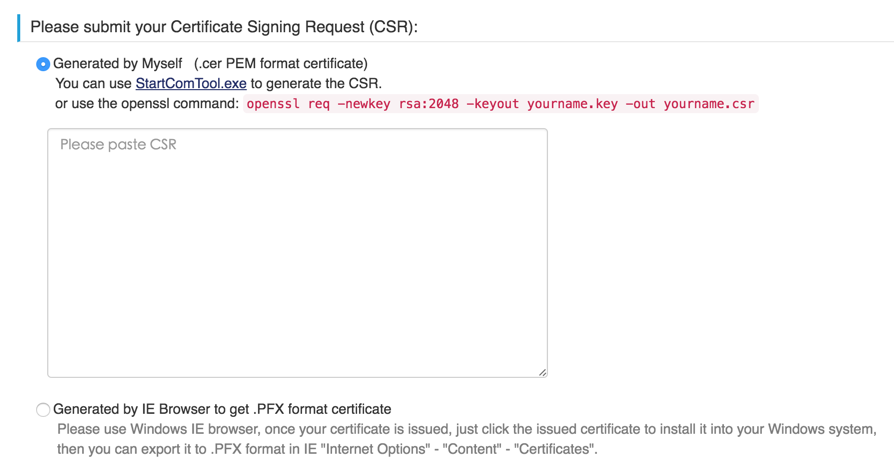 Please submit your Certificate Signing Request (CSR):
Generated by Myself (.cer PEM format certificate)
You can use StartComTool.exe to generate the CSR.
or use the openssl command: openssl req –newkey rsa:2048 –keyout yourname.key –out yourname.csr
Please paste CSR
Generated by IE Browser to get .PFX format certificate
Please use Windows IE browser, once your certificate is issued, just click the issued certificate to install it into your Windows system,
then you can export it to .PFX format in IE "Internet Options" - "Content" - "Certificates".